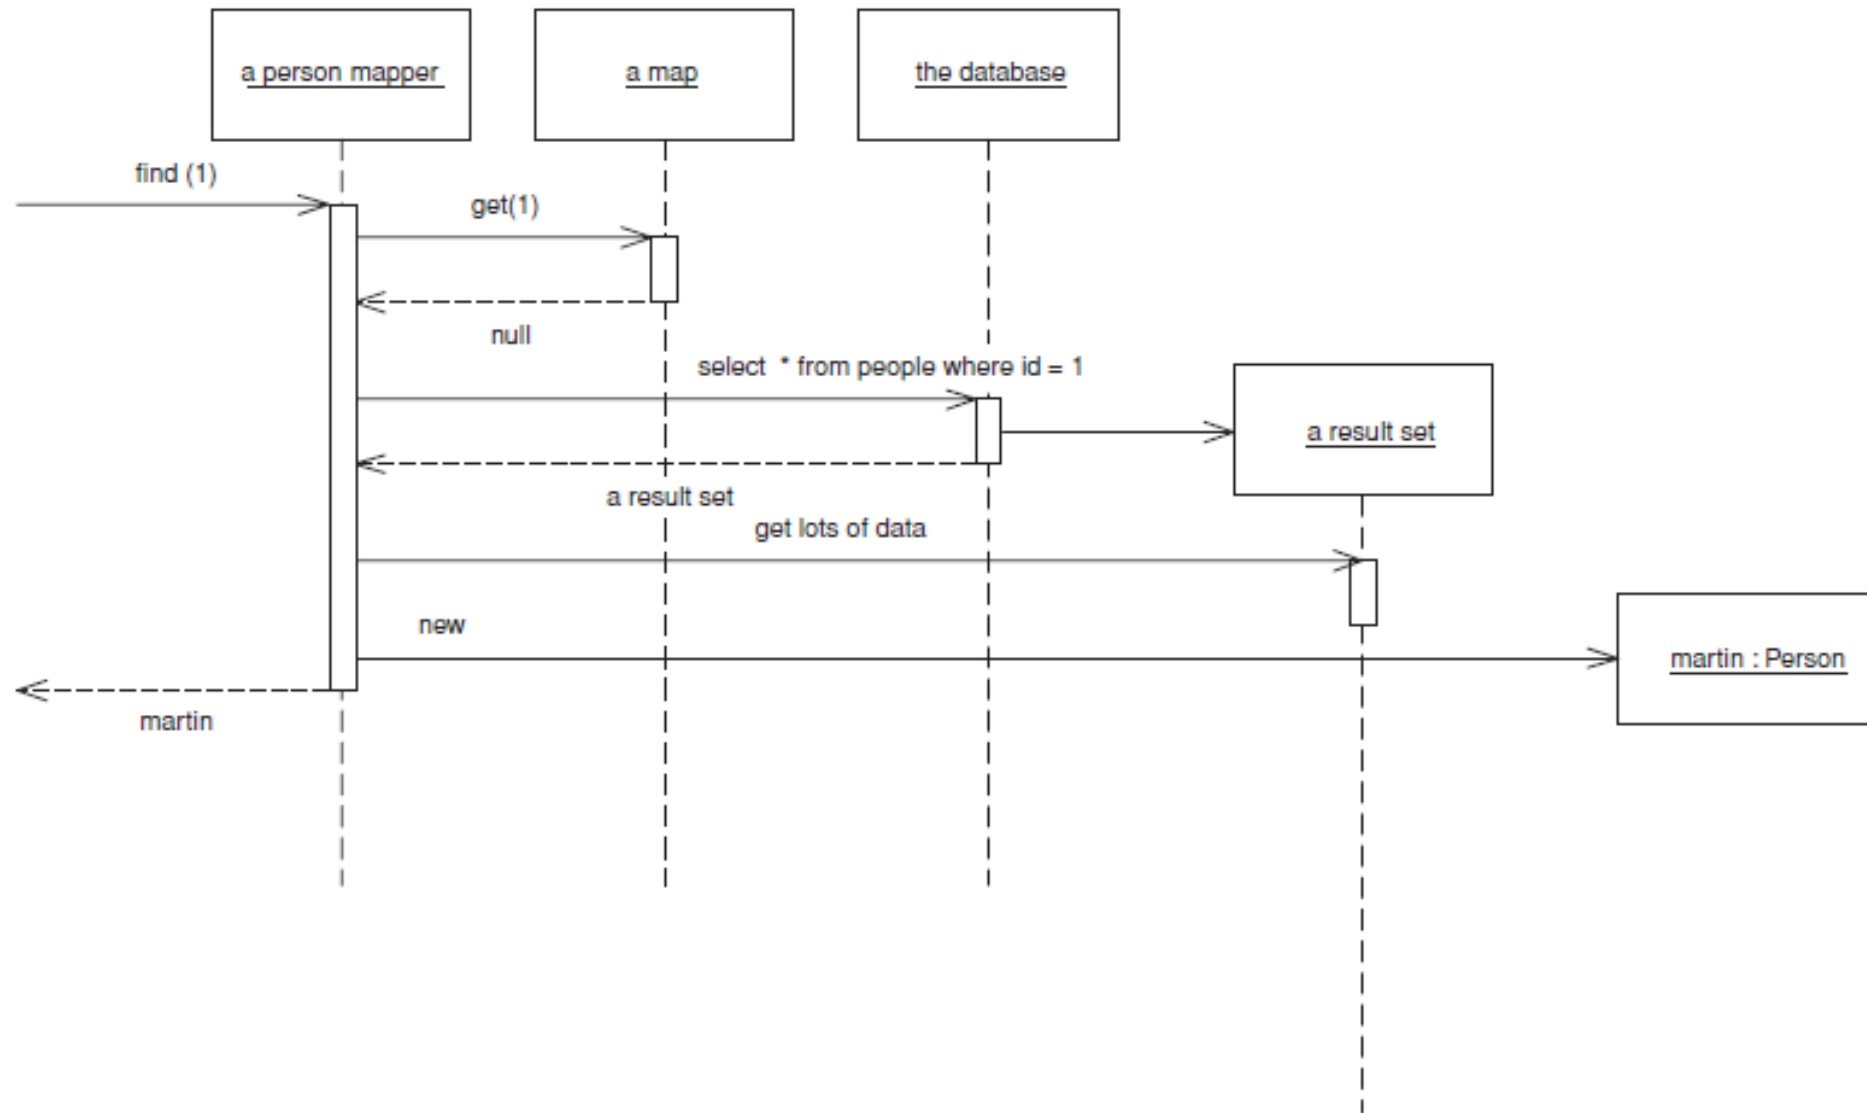 a person mapper
a map
the database
find (1)
get(1)
null
select * from people where id = 1
a result set
a result set
get lots of data
new
martin : Person
martin